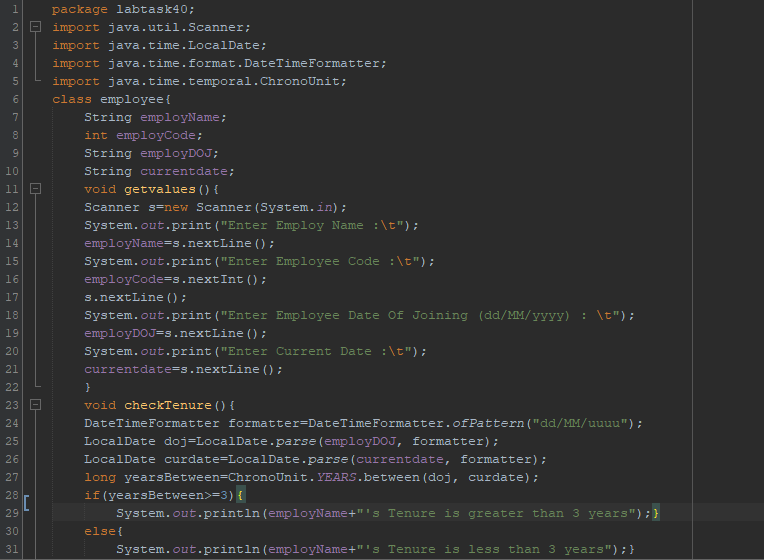 1 package labtask40;
2 import java.util.Scanner;
3 import java.time.LocalDate;
4 import java.time.format.DateTimeFormatter;
5 import java.time.temporal.ChronoUnit;
6 class employee{
7 String employName;
8 int employCode;
9 String employDOJ;
10 String currentdate;
11 void getvalues(){
12 Scanner s=new Scanner(System.in);
13 System.out.print("Enter Employ Name :\t");
14 employName=s.nextLine();
15 System.out.print("Enter Employee Code :\t");
16 employCode=s.nextInt();
17 s.nextLine();
18 System.out.print("Enter Employee Date Of Joining (dd/MM/yyyy) : \t");
19 employDOJ=s.nextLine();
20 System.out.print("Enter Current Date :\t");
21 currentdate=s.nextLine();
22 }
23 void checkTenure(){
24 DateTimeFormatter formatter=DateTimeFormatter.ofPattern("dd/MM/uuuu");
25 LocalDate doj=LocalDate.parse(employDOJ, formatter);
26 LocalDate curdate=LocalDate.parse(currentdate, formatter);
27 long yearsBetween=ChronoUnit.YEARS.between(doj, curdate);
28 if(yearsBetween>=3){
29 System.out.println(employName+"'s Tenure is greater than 3 years");}
30 else{
31 System.out.println(employName+"'s Tenure is less than 3 years");}